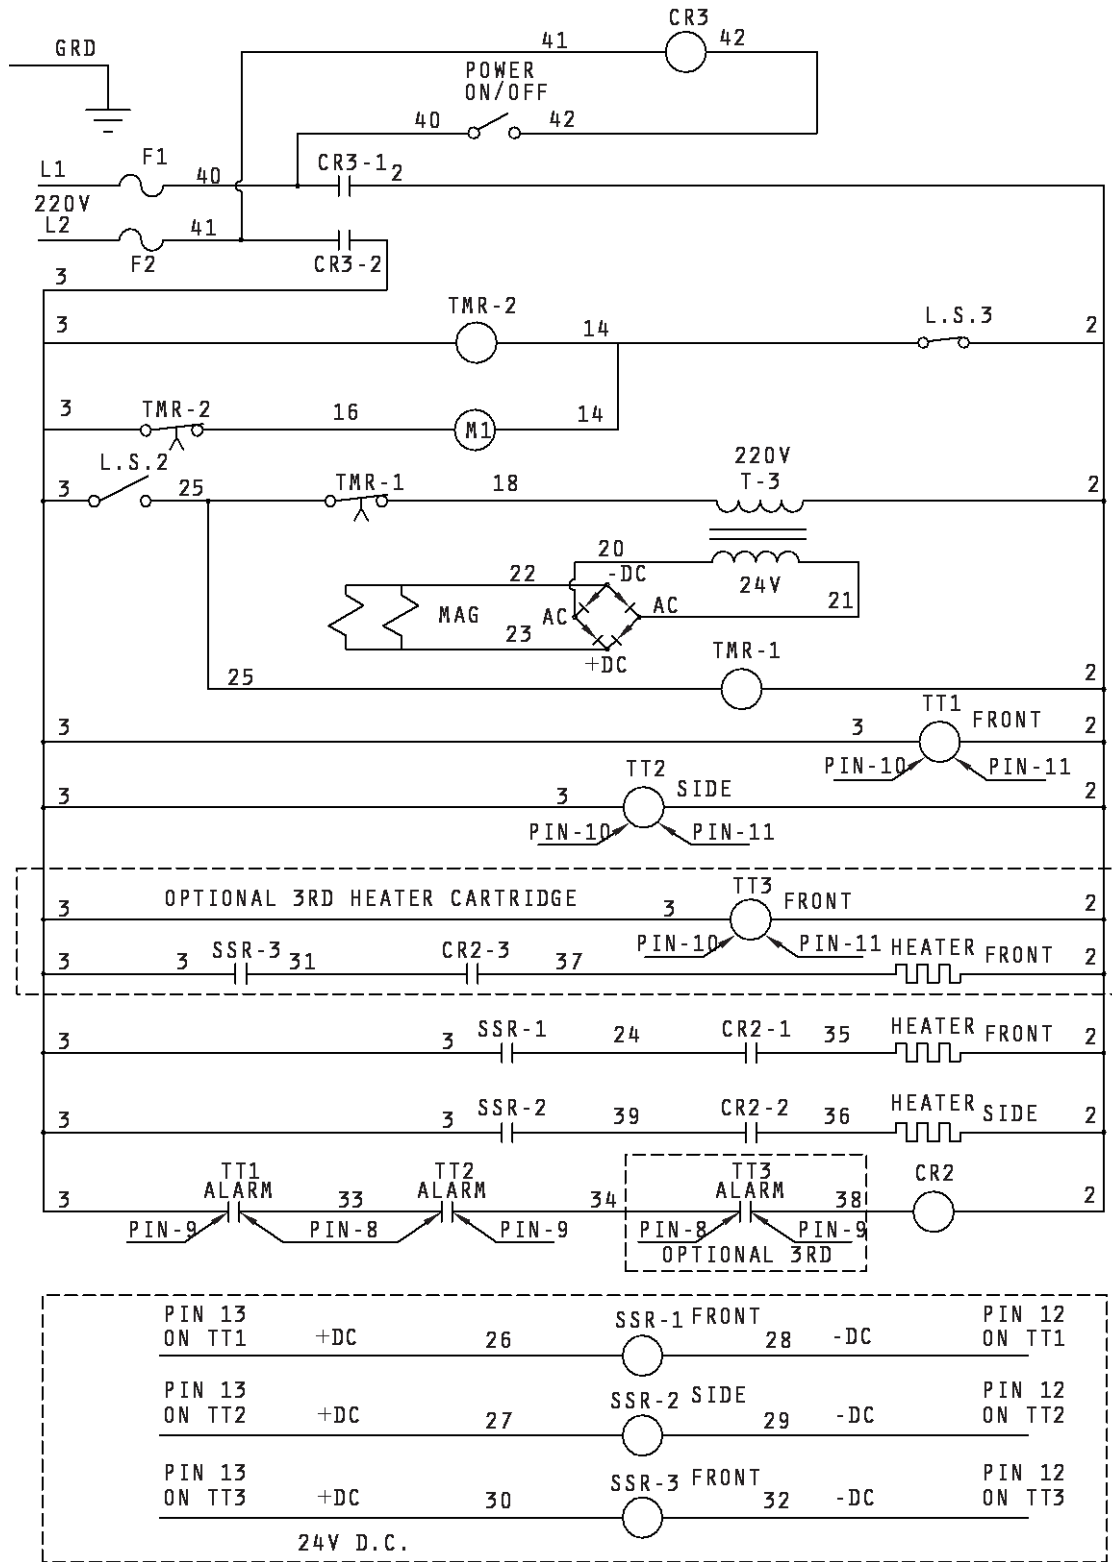 CR3
41
42
GRD
POWER
ON/OFF
40
42
F1
CR3-1
2
L1
40
220V
L2
41
F2
CR3-2
3
TMR-2
L.S.3
3
14
2
3
TMR-2
16
M1
14
L.S.2
220V
3
25
TMR-1
18
T-3
2
20
22
-DC
24V
MAG
AC
AC
21
23
+DC
TMR-1
25
2
TT1
3
3
FRONT
2
PIN-10
PIN-11
TT2
3
3
SIDE
2
PIN-10
PIN-11
OPTIONAL 3RD HEATER CARTRIDGE
TT3
3
3
FRONT
2
PIN-10
PIN-11
3
3
SSR-3
31
CR2-3
37
HEATER
FRONT
2
3
3
SSR-1
24
CR2-1
35
HEATER
FRONT
2
3
3
SSR-2
39
CR2-2
36
HEATER
SIDE
2
TT1
ALARM
TT2
ALARM
TT3
ALARM
CR2
3
33
34
38
2
PIN-9
PIN-8
PIN-9
PIN-8
PIN-9
OPTIONAL 3RD
PIN 13
ON TT1
+DC
26
SSR-1 FRONT
28
-DC
PIN 12
ON TT1
PIN 13
ON TT2
+DC
27
SSR-2 SIDE
29
-DC
PIN 12
ON TT2
PIN 13
ON TT3
+DC
30
SSR-3 FRONT
32
-DC
PIN 12
ON TT3
24V D.C.